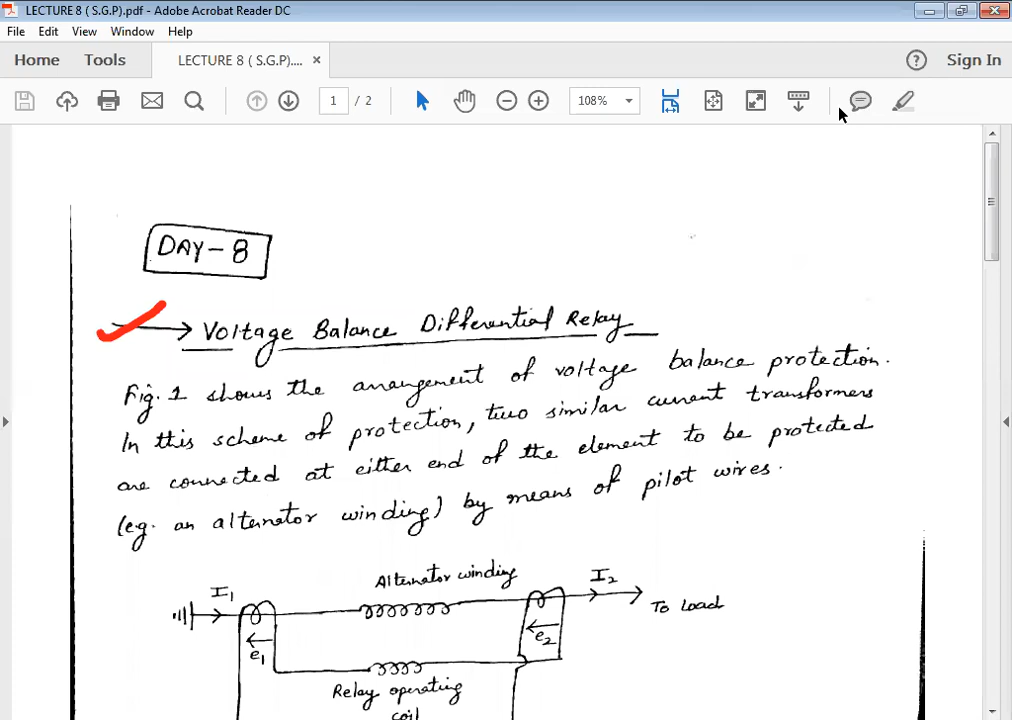 LECTURE 8 ( S.G.P).pdf - Adobe Acrobat Reader DC
File Edit View Window Help
Home Tools LECTURE 8 ( S.G.P).... × ? Sign In
1 / 2 108%
DAY-8
Voltage Balance Differential Relay
Fig. 1 shows the arrangement of voltage balance protection.
In this scheme of protection, two similar current transformers
are connected at either end of the element to be protected
(eg. an alternator winding) by means of pilot wires.
Alternator winding
I1 I2
To Load
e1 e2
Relay operating
coil